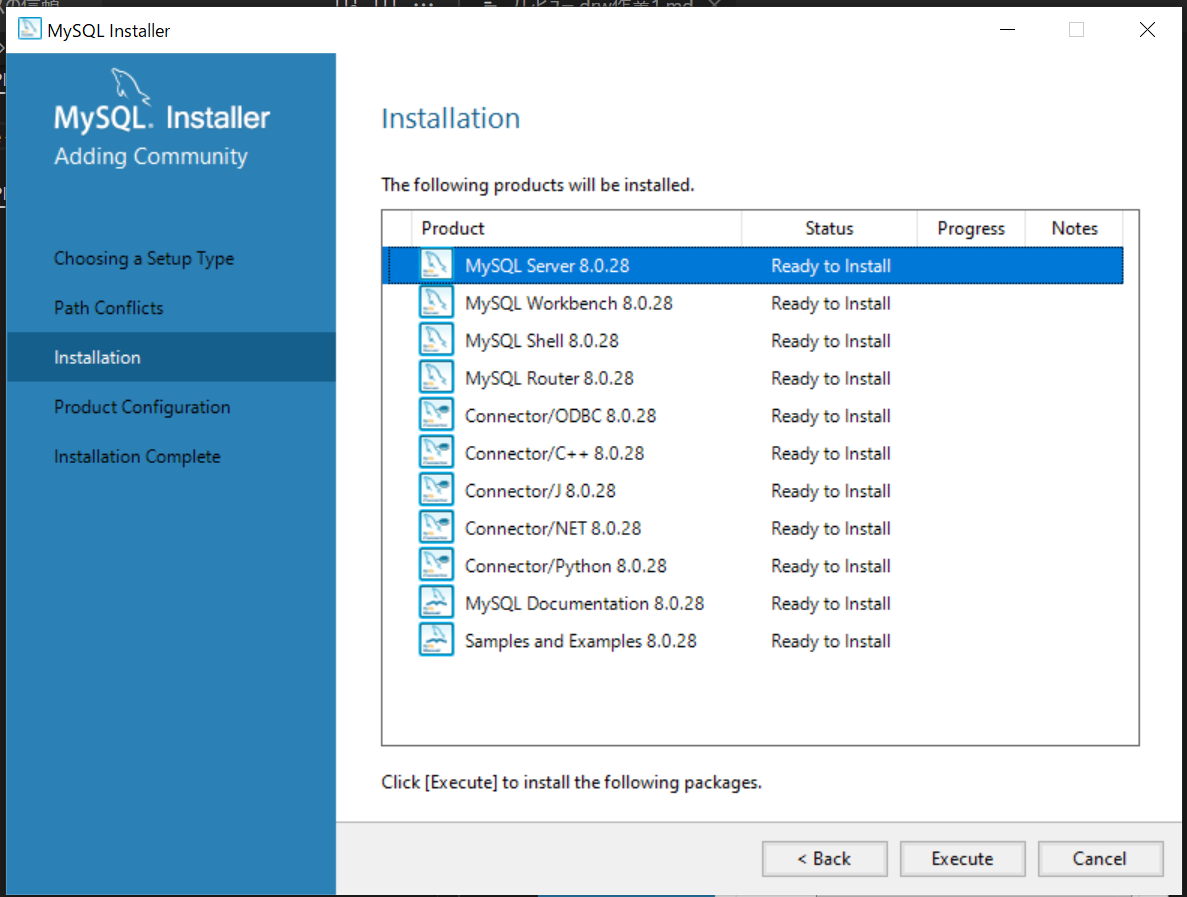 MySQL Installer
MySQL. Installer
Adding Community
Choosing a Setup Type
Path Conflicts
Installation
Product Configuration
Installation Complete
Installation
The following products will be installed.
Product Status Progress Notes
MySQL Server 8.0.28 Ready to Install
MySQL Workbench 8.0.28 Ready to Install
MySQL Shell 8.0.28 Ready to Install
MySQL Router 8.0.28 Ready to Install
Connector/ODBC 8.0.28 Ready to Install
Connector/C++ 8.0.28 Ready to Install
Connector/J 8.0.28 Ready to Install
Connector/NET 8.0.28 Ready to Install
Connector/Python 8.0.28 Ready to Install
MySQL Documentation 8.0.28 Ready to Install
Samples and Examples 8.0.28 Ready to Install
Click [Execute] to install the following packages.
< Back Execute Cancel